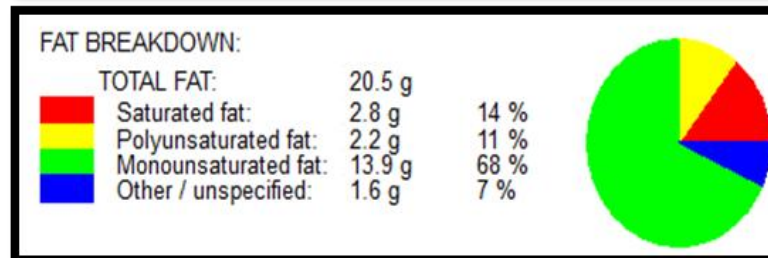 FAT BREAKDOWN:
TOTAL FAT: 20.5 g
Saturated fat: 2.8 g 14 %
Polyunsaturated fat: 2.2 g 11 %
Monounsaturated fat: 13.9 g 68 %
Other / unspecified: 1.6 g 7 %